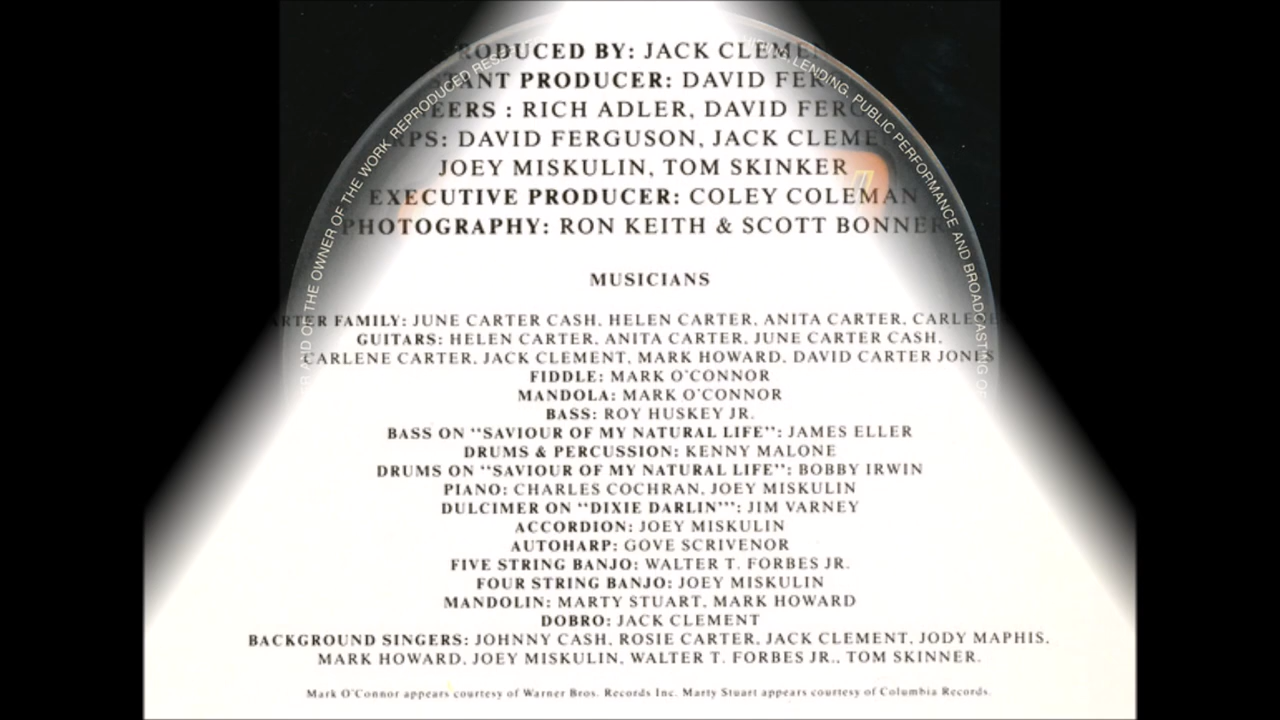 PRODUCED BY: JACK CLEMEN
STANT PRODUCER: DAVID FER
EERS : RICH ADLER, DAVID FERG
RPS: DAVID FERGUSON, JACK CLEME
JOEY MISKULIN, TOM SKINKER
EXECUTIVE PRODUCER: COLEY COLEMAN
PHOTOGRAPHY: RON KEITH & SCOTT BONNER
MUSICIANS
ARTER FAMILY: JUNE CARTER CASH, HELEN CARTER, ANITA CARTER, CARLENE
GUITARS: HELEN CARTER, ANITA CARTER, JUNE CARTER CASH,
CARLENE CARTER, JACK CLEMENT, MARK HOWARD, DAVID CARTER JONES
FIDDLE: MARK O'CONNOR
MANDOLA: MARK O'CONNOR
BASS: ROY HUSKEY JR.
BASS ON "SAVIOUR OF MY NATURAL LIFE": JAMES ELLER
DRUMS & PERCUSSION: KENNY MALONE
DRUMS ON "SAVIOUR OF MY NATURAL LIFE": BOBBY IRWIN
PIANO: CHARLES COCHRAN, JOEY MISKULIN
DULCIMER ON "DIXIE DARLIN'": JIM VARNEY
ACCORDION: JOEY MISKULIN
AUTOHARP: GOVE SCRIVENOR
FIVE STRING BANJO: WALTER T. FORBES JR.
FOUR STRING BANJO: JOEY MISKULIN
MANDOLIN: MARTY STUART, MARK HOWARD
DOBRO: JACK CLEMENT
BACKGROUND SINGERS: JOHNNY CASH, ROSIE CARTER, JACK CLEMENT, JODY MAPHIS,
MARK HOWARD, JOEY MISKULIN, WALTER T. FORBES JR., TOM SKINNER.
Mark O'Connor appears courtesy of Warner Bros. Records Inc. Marty Stuart appears courtesy of Columbia Records.
AND OF THE OWNER OF THE WORK REPRODUCED
LENDING, PUBLIC PERFORMANCE AND BROADCASTING OF